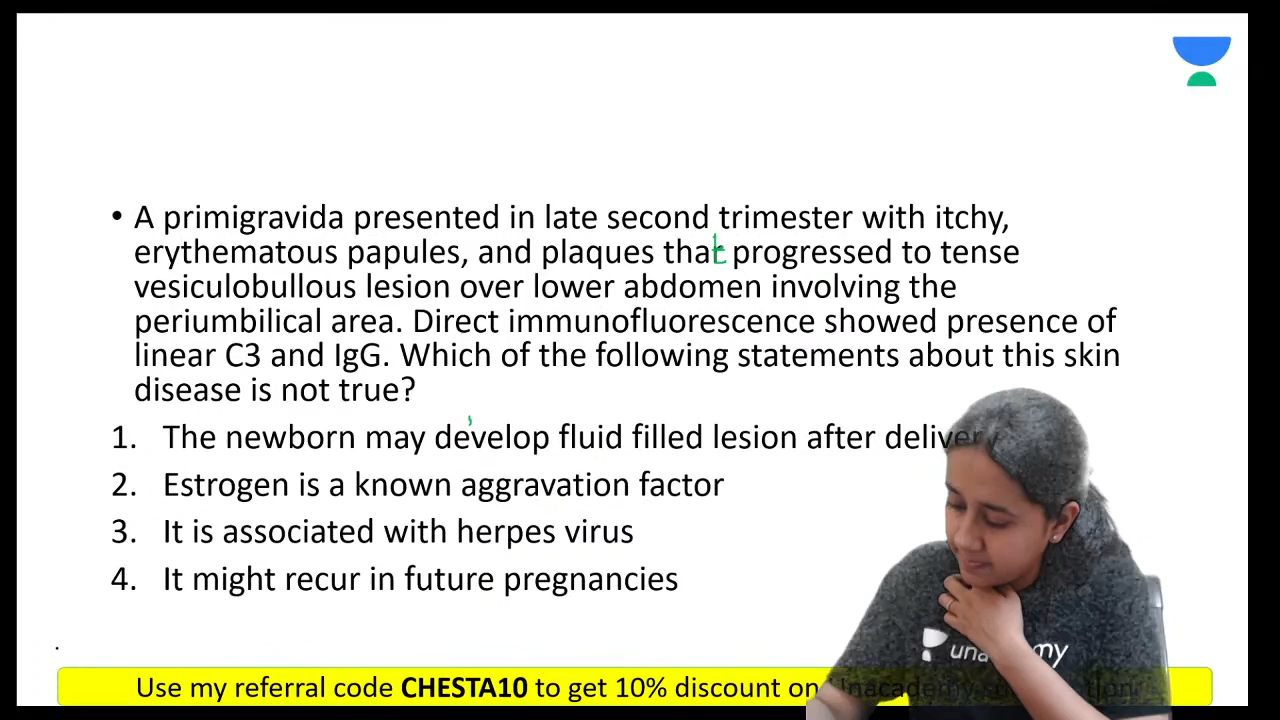 • A primigravida presented in late second trimester with itchy,
erythematous papules, and plaques that progressed to tense
vesiculobullous lesion over lower abdomen involving the
periumbilical area. Direct immunofluorescence showed presence of
linear C3 and IgG. Which of the following statements about this skin
disease is not true?
1. The newborn may develop fluid filled lesion after delivery
2. Estrogen is a known aggravation factor
3. It is associated with herpes virus
4. It might recur in future pregnancies
unacademy
Use my referral code CHESTA10 to get 10% discount on Unacademy subscription